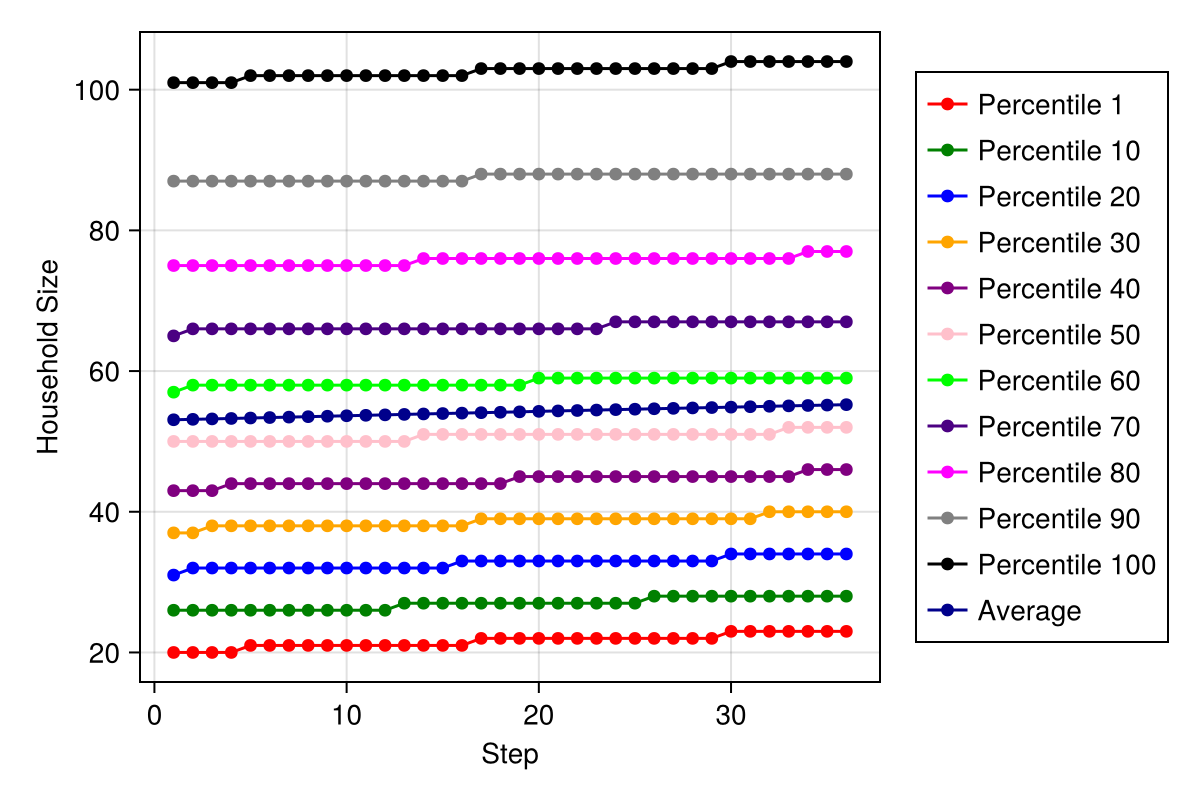 100
80
60
40
20
Household Size
0 10 20 30
Step
Percentile 1
Percentile 10
Percentile 20
Percentile 30
Percentile 40
Percentile 50
Percentile 60
Percentile 70
Percentile 80
Percentile 90
Percentile 100
Average